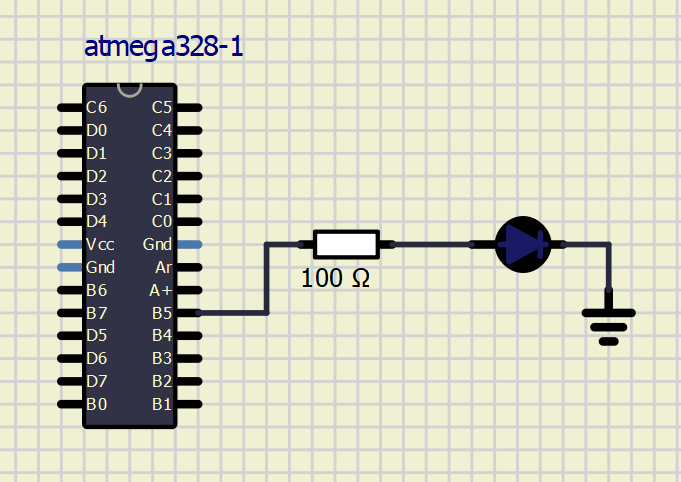 atmega328-1
C6 C5
D0 C4
D1 C3
D2 C2
D3 C1
D4 C0
Vcc Gnd
Gnd Ar
B6 A+
B7 B5
D5 B4
D6 B3
D7 B2
B0 B1
100 Ω